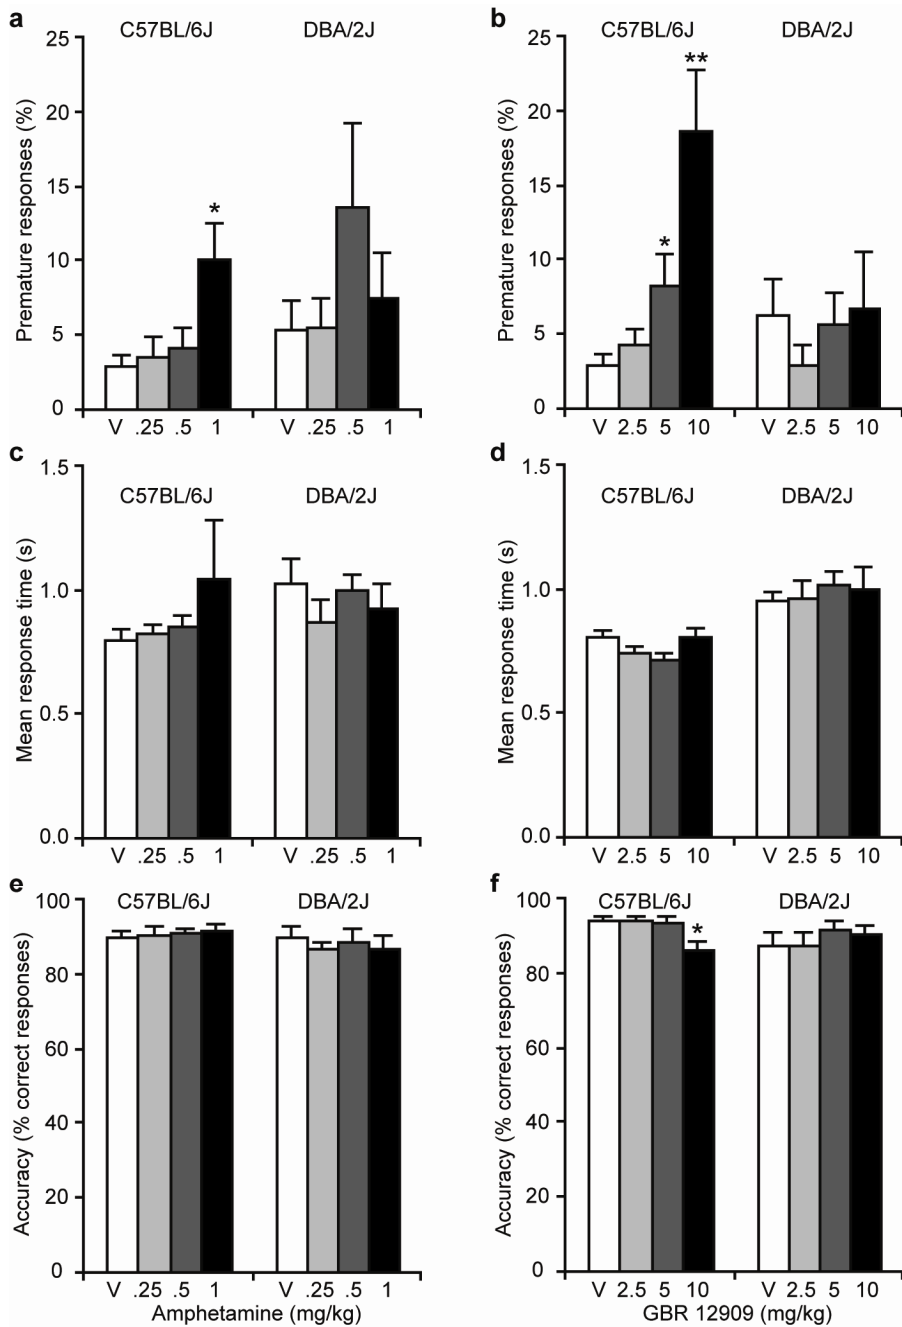 a
C57BL/6J DBA/2J
Premature responses (%)
25
20
15
10
5
0
*
V .25 .5 1 V .25 .5 1
b
C57BL/6J DBA/2J
Premature responses (%)
25
20
15
10
5
0
* **
V 2.5 5 10 V 2.5 5 10
c
C57BL/6J DBA/2J
Mean response time (s)
1.5
1.0
0.5
0.0
V .25 .5 1 V .25 .5 1
d
C57BL/6J DBA/2J
Mean response time (s)
1.5
1.0
0.5
0.0
V 2.5 5 10 V 2.5 5 10
e
C57BL/6J DBA/2J
Accuracy (% correct responses)
100
80
60
40
20
0
V .25 .5 1 V .25 .5 1
Amphetamine (mg/kg)
f
C57BL/6J DBA/2J
Accuracy (% correct responses)
100
80
60
40
20
0
*
V 2.5 5 10 V 2.5 5 10
GBR 12909 (mg/kg)